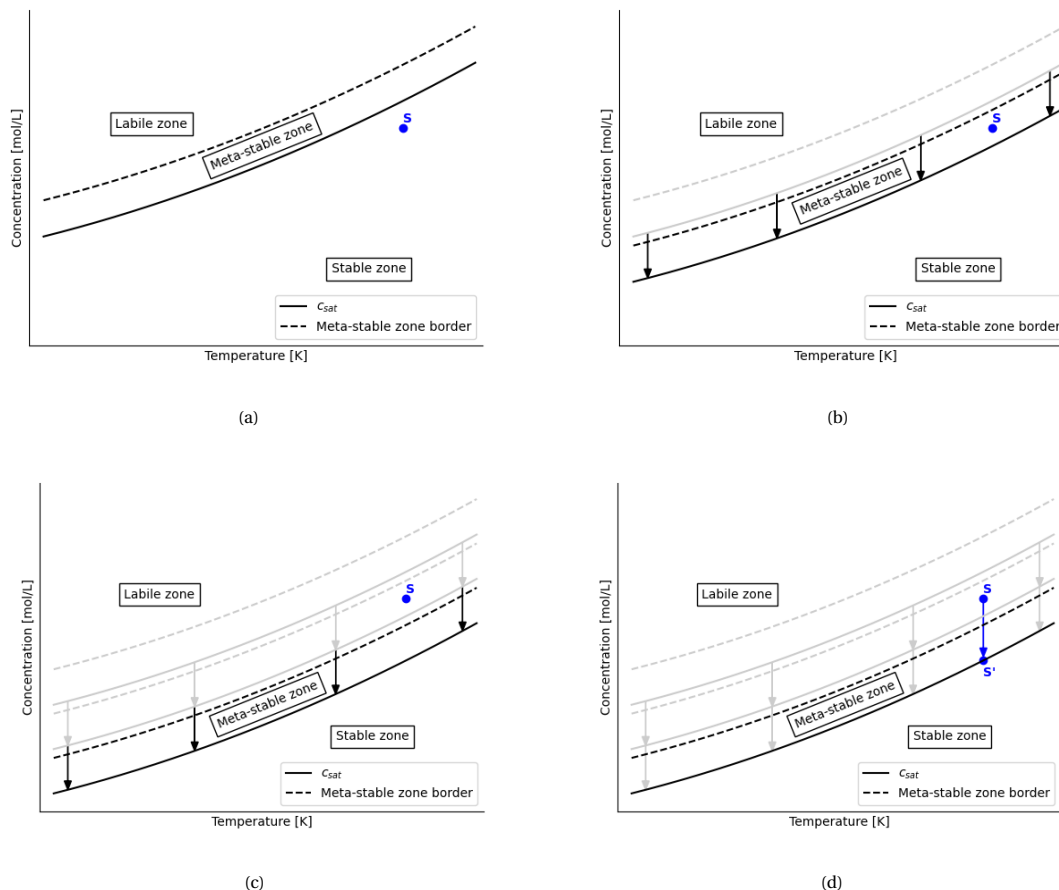 Concentration [mol/L]
Labile zone
Meta-stable zone
S
Stable zone
c_sat
Meta-stable zone border
Temperature [K]
(a)
Concentration [mol/L]
Labile zone
Meta-stable zone
S
Stable zone
c_sat
Meta-stable zone border
Temperature [K]
(b)
Concentration [mol/L]
Labile zone
S
Meta-stable zone
Stable zone
c_sat
Meta-stable zone border
Temperature [K]
(c)
Concentration [mol/L]
Labile zone
S
S'
Meta-stable zone
Stable zone
c_sat
Meta-stable zone border
Temperature [K]
(d)